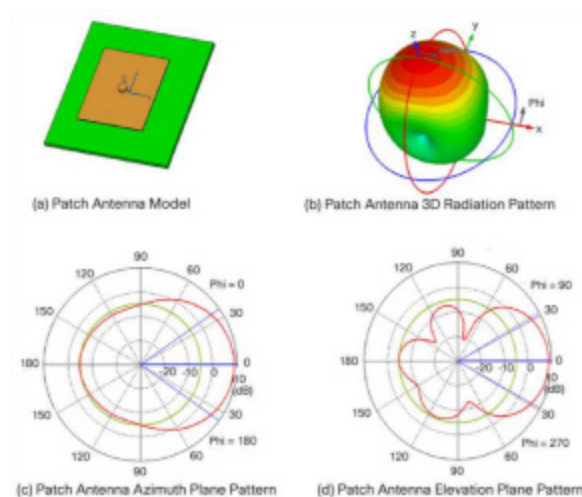 z
y
Phi
x
(a) Patch Antenna Model
(b) Patch Antenna 3D Radiation Pattern
90
120
60
Phi = 0
150
30
180
-20 -10 0
0
10
(dB)
150
30
120
60
Phi = 180
90
(c) Patch Antenna Azimuth Plane Pattern
90
120
60
Phi = 90
150
30
180
-20 -10 0
0
10
(dB)
150
30
120
60
Phi = 270
90
(d) Patch Antenna Elevation Plane Pattern